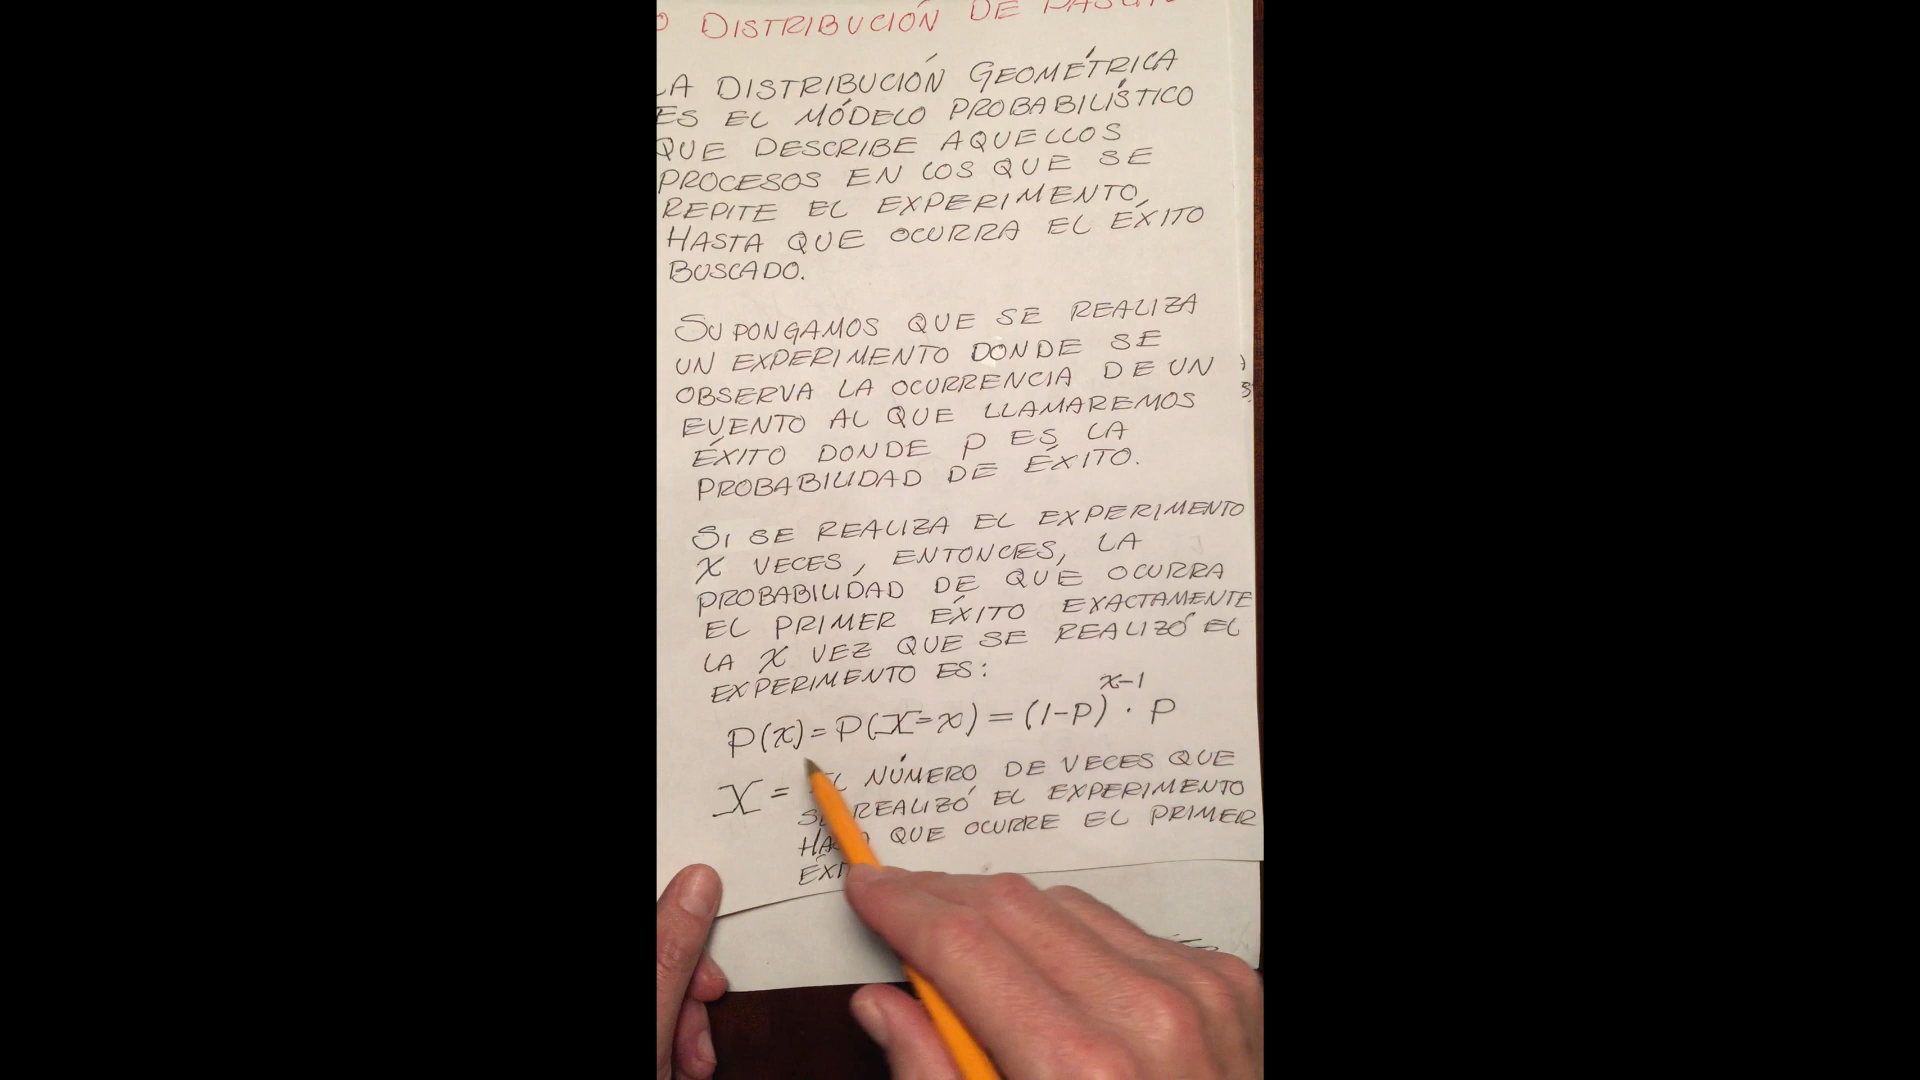 O DISTRIBUCIÓN DE
LA DISTRIBUCIÓN GEOMÉTRICA
ES EL MÓDELO PROBABILÍSTICO
QUE DESCRIBE AQUELLOS
PROCESOS EN LOS QUE SE
REPITE EL EXPERIMENTO,
HASTA QUE OCURRA EL ÉXITO
BUSCADO.
SUPONGAMOS QUE SE REALIZA
UN EXPERIMENTO DONDE SE
OBSERVA LA OCURRENCIA DE UN
EVENTO AL QUE LLAMAREMOS
ÉXITO DONDE P ES LA
PROBABILIDAD DE ÉXITO.
SI SE REALIZA EL EXPERIMENTO
X VECES, ENTONCES, LA
PROBABILIDAD DE QUE OCURRA
EL PRIMER ÉXITO EXACTAMENTE
LA X VEZ QUE SE REALIZÓ EL
EXPERIMENTO ES:
P(x) = P(X=x) = (1-P)^{x-1} · P
X = EL NÚMERO DE VECES QUE
SE REALIZÓ EL EXPERIMENTO
QUE OCURRE EL PRIMER